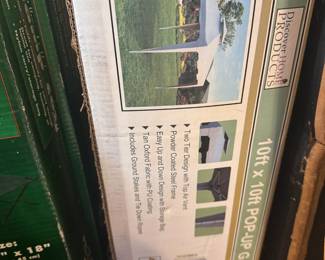 Discover HOME
PRODUCTS
10ft x 10ft POP UP G
Two Tier Design with Top Air Vent
Powder Coated Steel Frame
Easy Up and Down Design with Storage Bag
Tan Oxford Fabric with PU Coating
Includes Ground Stakes and Tie Down Ropes
ZE:
" x 18"